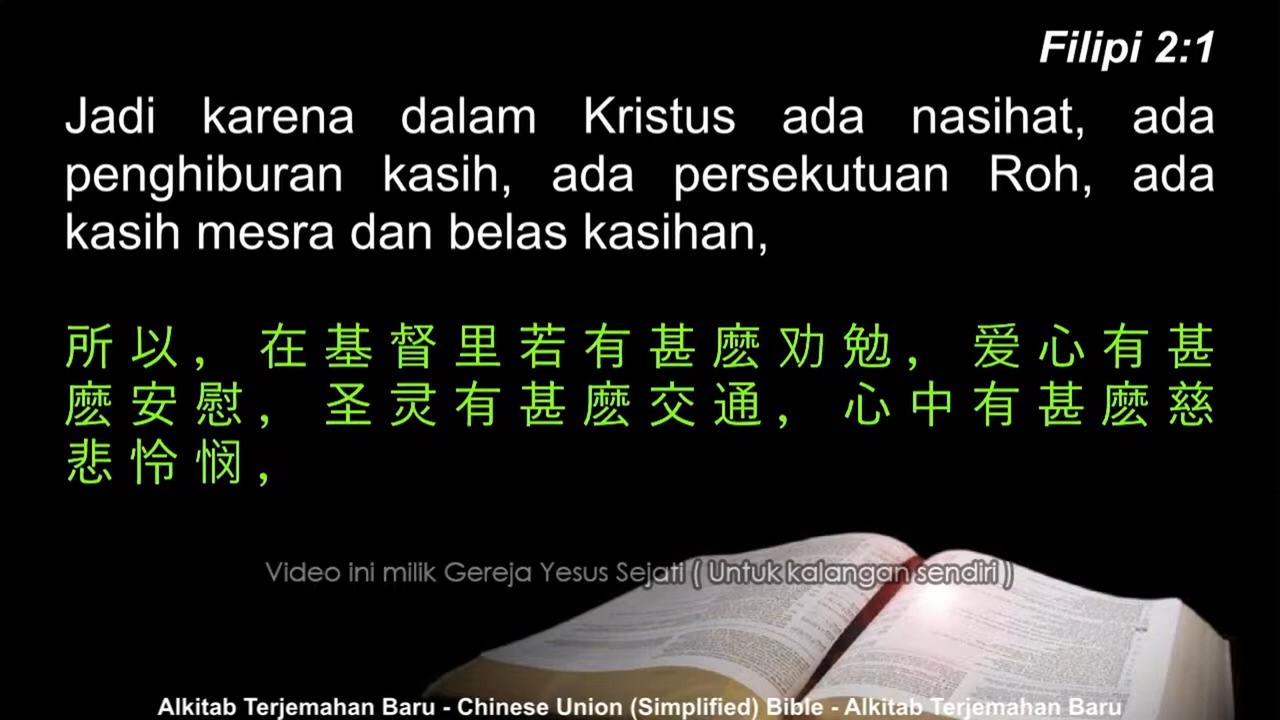 Filipi 2:1
Jadi karena dalam Kristus ada nasihat, ada
penghiburan kasih, ada persekutuan Roh, ada
kasih mesra dan belas kasihan,
所以，在基督里若有甚麽劝勉，爱心有甚
麽安慰，圣灵有甚麽交通，心中有甚麽慈
悲怜悯，
Video ini milik Gereja Yesus Sejati ( Untuk kalangan sendiri )
Alkitab Terjemahan Baru - Chinese Union (Simplified) Bible - Alkitab Terjemahan Baru